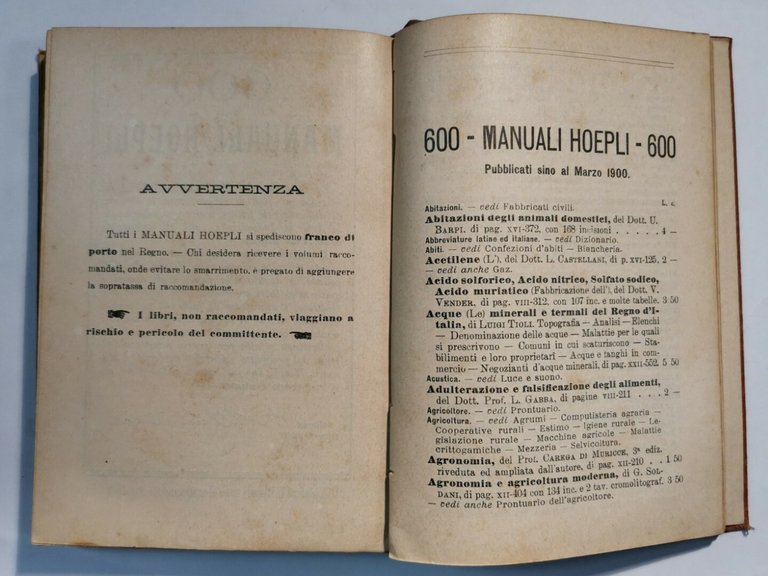 AVVERTENZA
Tutti i MANUALI HOEPLI si spediscono franco di
porto nel Regno. — Chi desidera ricevere i volumi racco-
mandati, onde evitare lo smarrimento, è pregato di aggiungere
la sopratassa di raccomandazione.
I libri, non raccomandati, viaggiano a
rischio e pericolo del committente.
600 - MANUALI HOEPLI - 600
Pubblicati sino al Marzo 1900.
L. c.
Abitazioni. — vedi Fabbricati civili.
Abitazioni degli animali domestici, del Dott. U.
BARPI. di pag. XVI-372, con 168 incisioni . . . . . 4 —
Abbreviature latine ed italiane. — vedi Dizionario.
Abiti. — vedi Confezioni d'abiti — Biancheria.
Acetilene (L'), del Dott. L. CASTELLANI, di p. XVI-125. 2 —
— vedi anche Gaz.
Acido solforico, Acido nitrico, Solfato sodico,
Acido muriatico (Fabbricazione dell'), del Dott. V.
VENDER. di pag. VIII-312, con 107 inc. e molte tabelle. 3 50
Acque (Le) minerali e termali del Regno d'I-
talia, di LUIGI TIOLI. Topografia — Analisi — Elenchi
— Denominazione delle acque — Malattie per le quali
si prescrivono — Comuni in cui scaturiscono — Sta-
bilimenti e loro proprietari — Acque e fanghi in com-
mercio — Negozianti d'acque minerali, di pag. XXII-552. 5 50
Acustica. — vedi Luce e suono.
Adulterazione e falsificazione degli alimenti,
del Dott. Prof. L. GABBA, di pagine VIII-211 . . . . 2 —
Agricoltore. — vedi Prontuario.
Agricoltura. — vedi Agrumi — Computisteria agraria —
Cooperative rurali — Estimo — Igiene rurale — Le-
gislazione rurale — Macchine agricole — Malattie
crittogamiche — Mezzeria — Selvicoltura.
Agronomia, del Prof. CAREGA DI MURICCE, 3ª ediz.
riveduta ed ampliata dall'autore, di pag. XII-210 . . 1 50
Agronomia e agricoltura moderna, di G. SOL-
DANI, di pag. XII-404 con 134 inc. e 2 tav. cromolitograf. 3 50
— vedi anche Prontuario dell'agricoltore.